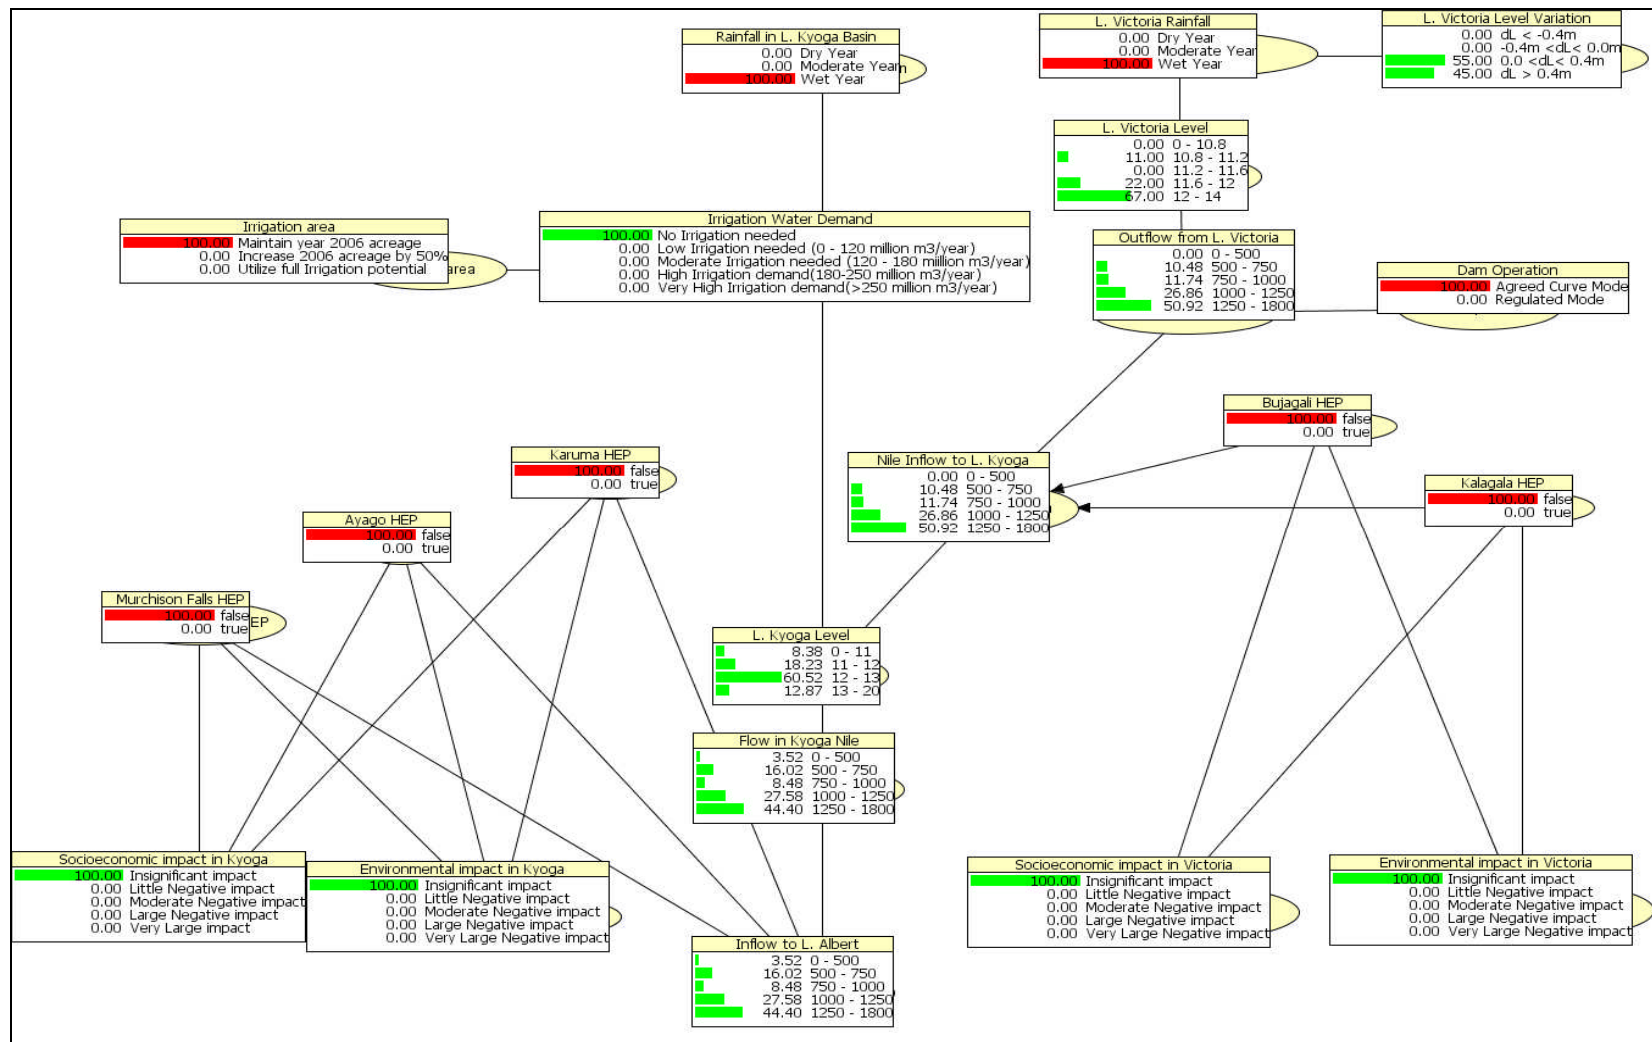 Rainfall in L. Kyoga Basin
0.00 Dry Year
0.00 Moderate Year
100.00 Wet Year
L. Victoria Rainfall
0.00 Dry Year
0.00 Moderate Year
100.00 Wet Year
L. Victoria Level Variation
0.00 dL < -0.4m
0.00 -0.4m <dL< 0.0m
55.00 0.0 <dL< 0.4m
45.00 dL > 0.4m
L. Victoria Level
0.00 0 - 10.8
11.00 10.8 - 11.2
0.00 11.2 - 11.6
22.00 11.6 - 12
67.00 12 - 14
Irrigation area
100.00 Maintain year 2006 acreage
0.00 Increase 2006 acreage by 50%
0.00 Utilize full Irrigation potential
area
Irrigation Water Demand
100.00 No Irrigation needed
0.00 Low Irrigation needed (0 - 120 million m3/year)
0.00 Moderate Irrigation needed (120 - 180 miillion m3/year)
0.00 High Irrigation demand(180-250 million m3/year)
0.00 Very High Irrigation demand(>250 million m3/year)
Outflow from L. Victoria
0.00 0 - 500
10.48 500 - 750
11.74 750 - 1000
26.86 1000 - 1250
50.92 1250 - 1800
Dam Operation
100.00 Agreed Curve Mode
0.00 Regulated Mode
Bujagali HEP
100.00 false
0.00 true
Karuma HEP
100.00 false
0.00 true
Nile Inflow to L. Kyoga
0.00 0 - 500
10.48 500 - 750
11.74 750 - 1000
26.86 1000 - 1250
50.92 1250 - 1800
Kalagala HEP
100.00 false
0.00 true
Ayago HEP
100.00 false
0.00 true
Murchison Falls HEP
100.00 false
0.00 true
EP
L. Kyoga Level
8.38 0 - 11
18.23 11 - 12
60.52 12 - 13
12.87 13 - 20
Flow in Kyoga Nile
3.52 0 - 500
16.02 500 - 750
8.48 750 - 1000
27.58 1000 - 1250
44.40 1250 - 1800
Socioeconomic impact in Kyoga
100.00 Insignificant impact
0.00 Little Negative impact
0.00 Moderate Negative impact
0.00 Large Negative impact
0.00 Very Large impact
Environmental impact in Kyoga
100.00 Insignificant impact
0.00 Little Negative impact
0.00 Moderate Negative impact
0.00 Large Negative impact
0.00 Very Large Negative impact
Socioeconomic impact in Victoria
100.00 Insignificant impact
0.00 Little Negative impact
0.00 Moderate Negative impact
0.00 Large Negative impact
0.00 Very Large Negative impact
Environmental impact in Victoria
100.00 Insignificant impact
0.00 Little Negative impact
0.00 Moderate Negative impact
0.00 Large Negative impact
0.00 Very Large Negative impact
Inflow to L. Albert
3.52 0 - 500
16.02 500 - 750
8.48 750 - 1000
27.58 1000 - 1250
44.40 1250 - 1800